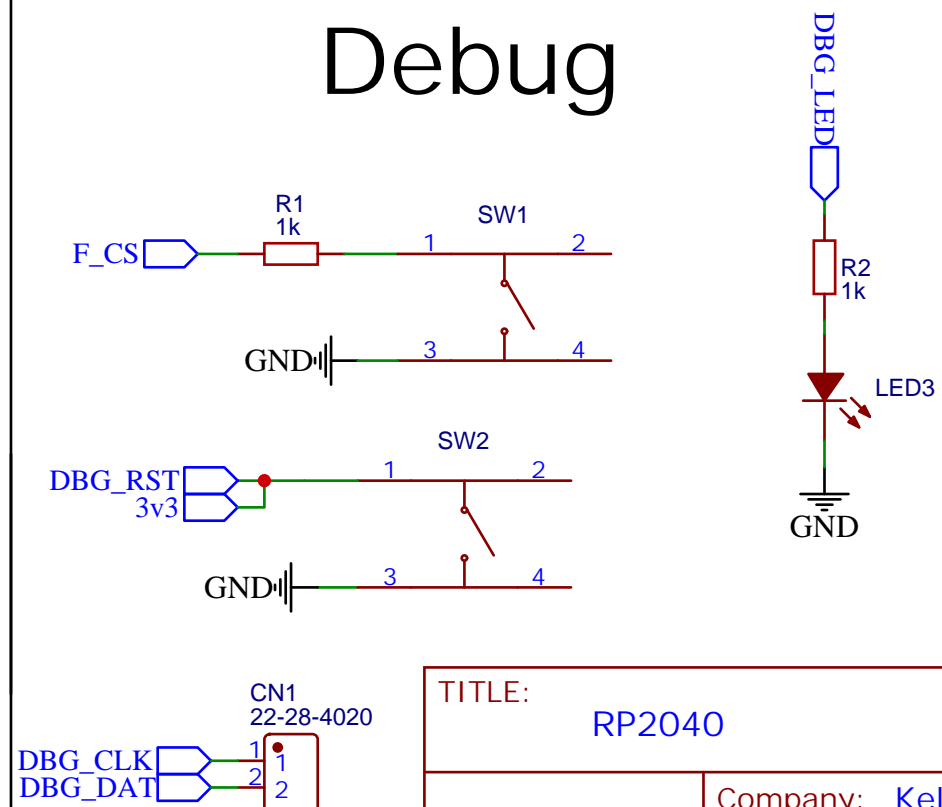 Debug
DBG_LED
R1
1k
SW1
F_CS
1
2
R2
1k
GND
3
4
LED3
SW2
DBG_RST
1
2
3v3
GND
GND
3
4
CN1
22-28-4020
TITLE:
RP2040
DBG_CLK
1
1
DBG_DAT
2
2
Company: Kel